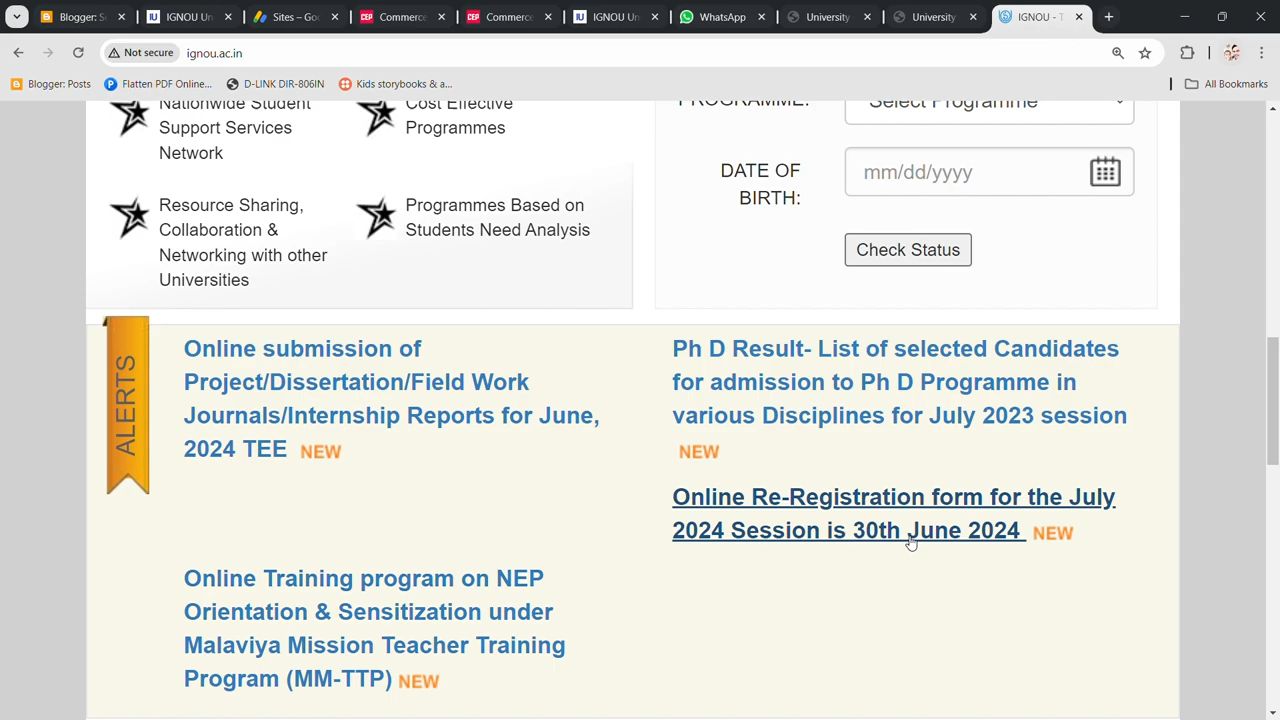 Blogger: S
IGNOU Un
Sites – Go
Commerce
Commerce
IGNOU Un
WhatsApp
University
University
IGNOU - T
Not secure
ignou.ac.in
Blogger: Posts
Flatten PDF Online...
D-LINK DIR-806IN
Kids storybooks & a...
All Bookmarks
Nationwide Student
Support Services
Network
Cost Effective
Programmes
Resource Sharing,
Collaboration &
Networking with other
Universities
Programmes Based on
Students Need Analysis
PROGRAMME:
Select Programme
DATE OF
BIRTH:
mm/dd/yyyy
Check Status
ALERTS
Online submission of
Project/Dissertation/Field Work
Journals/Internship Reports for June,
2024 TEE NEW
Ph D Result- List of selected Candidates
for admission to Ph D Programme in
various Disciplines for July 2023 session
NEW
Online Re-Registration form for the July
2024 Session is 30th June 2024 NEW
Online Training program on NEP
Orientation & Sensitization under
Malaviya Mission Teacher Training
Program (MM-TTP) NEW